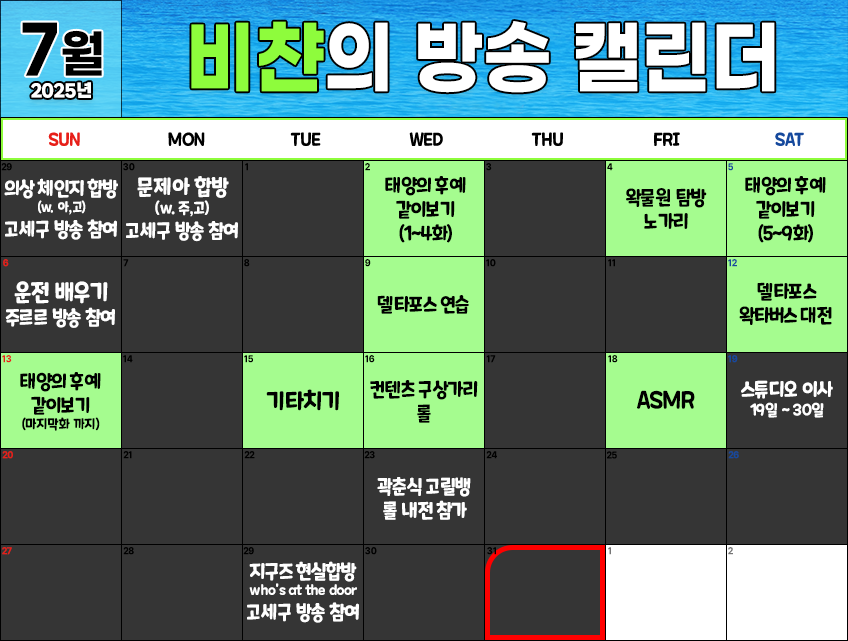 7월
2025년
비챤의 방송 캘린더
SUN MON TUE WED THU FRI SAT
29
의상 체인지 합방
(w. 아,고)
고세구 방송 참여
30
문제아 합방
(w. 주,고)
고세구 방송 참여
1
2
태양의 후예
같이보기
(1~4화)
3
4
왁물원 탐방
노가리
5
태양의 후예
같이보기
(5~9화)
6
운전 배우기
주르르 방송 참여
7
8
9
델타포스 연습
10
11
12
델타포스
왁타버스 대전
13
태양의 후예
같이보기
(마지막화 까지)
14
15
기타치기
16
컨텐츠 구상가리
롤
17
18
ASMR
19
스튜디오 이사
19일 ~ 30일
20
21
22
23
곽춘식 고릴뱅
롤 내전 참가
24
25
26
27
28
29
지구즈 현실합방
who's at the door
고세구 방송 참여
30
31
1
2